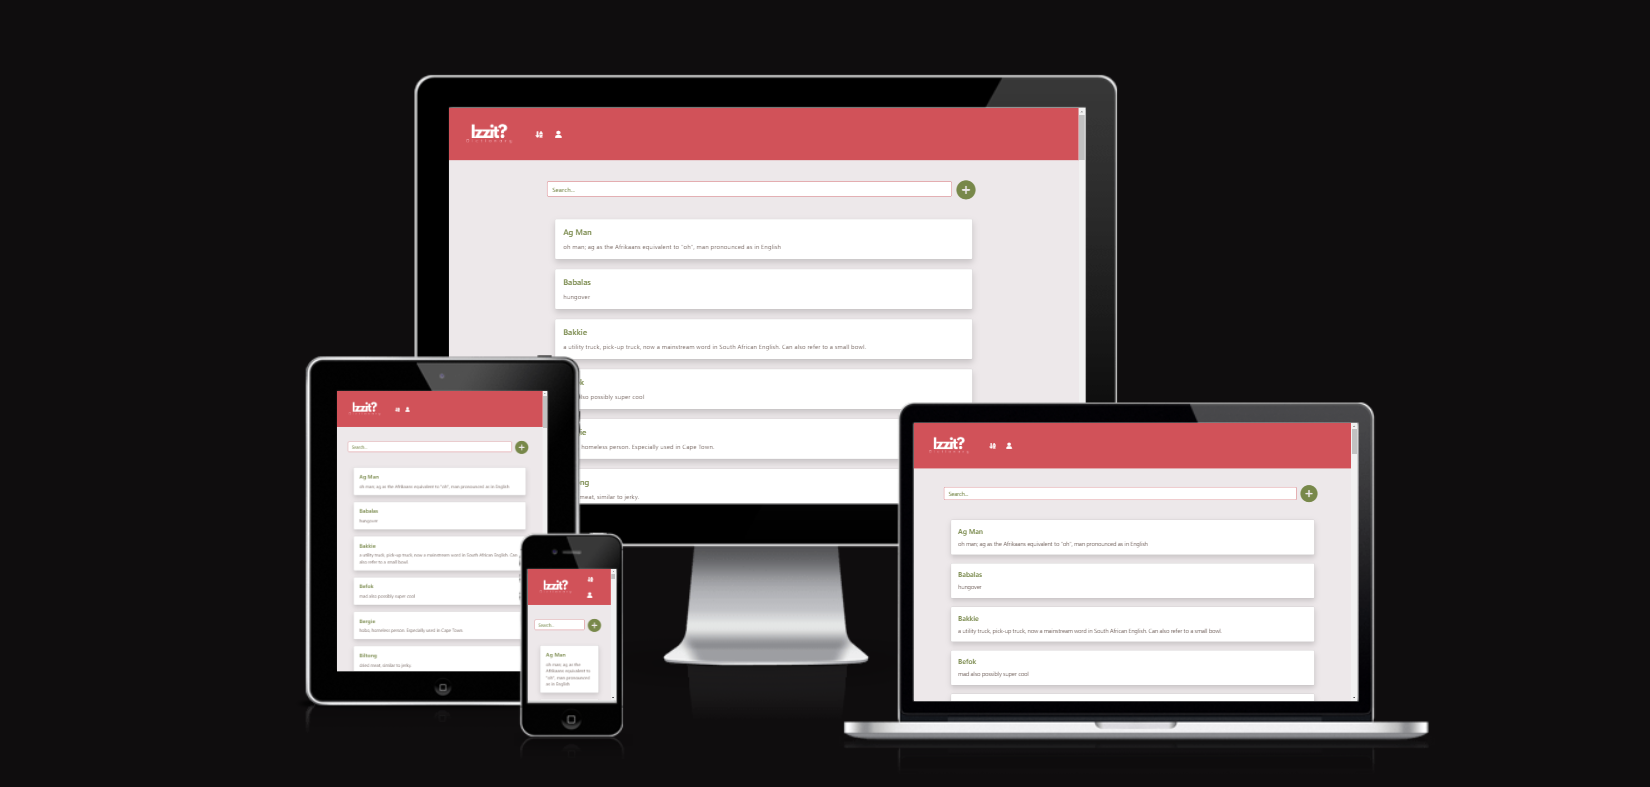 Izzit?
Dictionary
Search...
Ag Man
oh man; ag as the Afrikaans equivalent to "oh", man pronounced as in English
Babalas
hungover
Bakkie
a utility truck, pick-up truck, now a mainstream word in South African English. Can also refer to a small bowl.
k
also possibly super cool
ie
homeless person. Especially used in Cape Town.
ng
meat, similar to jerky.
Izzit?
Dictionary
Search...
Ag Man
oh man; ag as the Afrikaans equivalent to "oh", man pronounced as in English
Babalas
hungover
Bakkie
a utility truck, pick-up truck, now a mainstream word in South African English. Can
also refer to a small bowl.
Befok
mad also possibly super cool
Bergie
hobo, homeless person. Especially used in Cape Town.
Biltong
dried meat, similar to jerky.
Izzit?
Search...
Ag Man
oh man; ag as the
Afrikaans equivalent to
"oh", man pronounced
as in English
Izzit?
Dictionary
Search...
Ag Man
oh man; ag as the Afrikaans equivalent to "oh", man pronounced as in English
Babalas
hungover
Bakkie
a utility truck, pick-up truck, now a mainstream word in South African English. Can also refer to a small bowl.
Befok
mad also possibly super cool